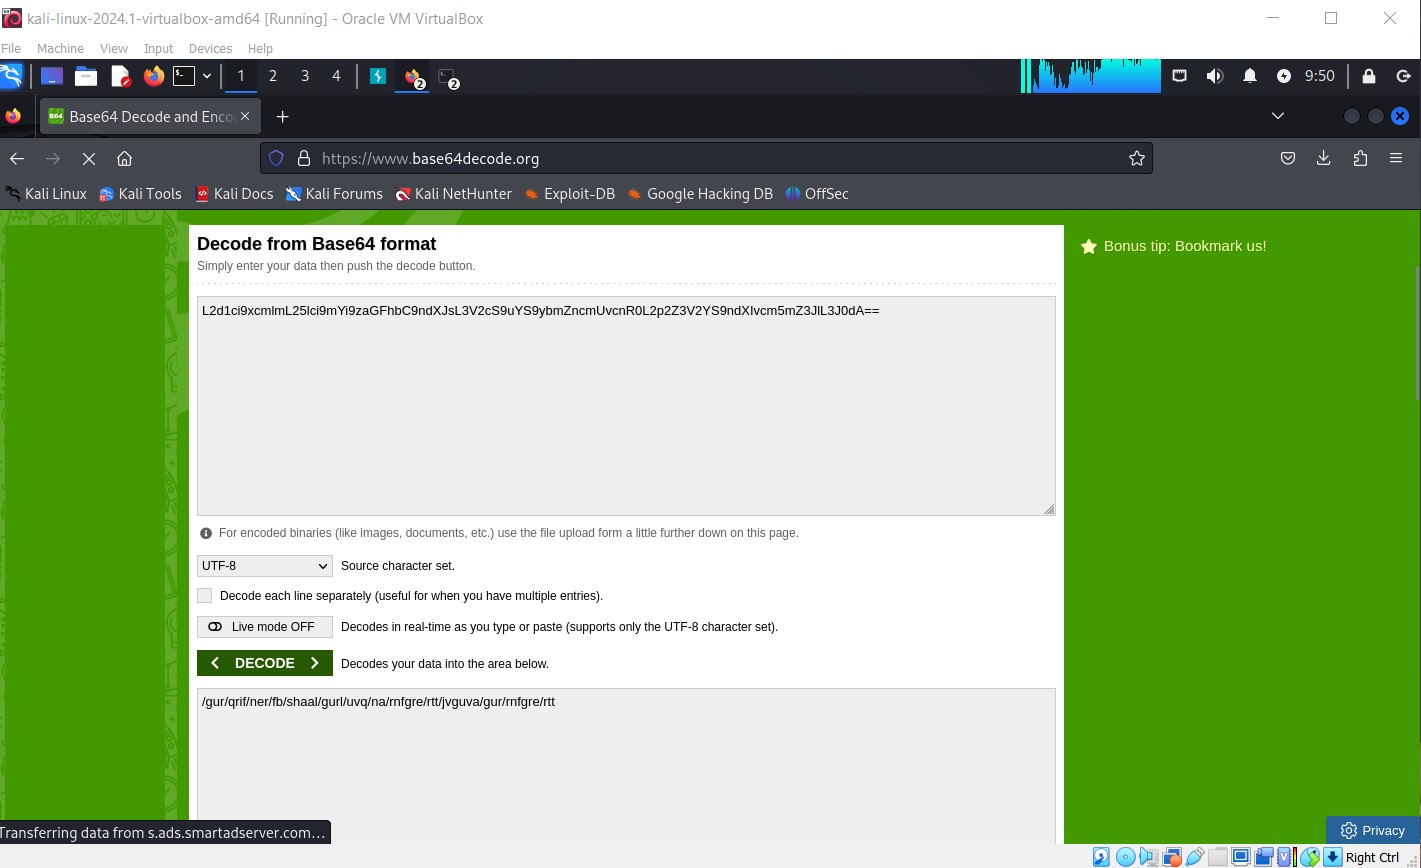 kali-linux-2024.1-virtualbox-amd64 [Running] - Oracle VM VirtualBox
File Machine View Input Devices Help
1 2 3 4 2 2 9:50
B64 Base64 Decode and Enco
https://www.base64decode.org
Kali Linux Kali Tools Kali Docs Kali Forums Kali NetHunter Exploit-DB Google Hacking DB OffSec
Decode from Base64 format
Simply enter your data then push the decode button.
Bonus tip: Bookmark us!
L2d1ci9xcmlmL25lci9mYi9zaGFhbC9ndXJsL3V2cS9uYS9ybmZncmUvcnR0L2p2Z3V2YS9ndXIvcm5mZ3JlL3J0dA==
For encoded binaries (like images, documents, etc.) use the file upload form a little further down on this page.
UTF-8 Source character set.
Decode each line separately (useful for when you have multiple entries).
Live mode OFF Decodes in real-time as you type or paste (supports only the UTF-8 character set).
DECODE Decodes your data into the area below.
/gur/qrif/ner/fb/shaal/gurl/uvq/na/rnfgre/rtt/jvguva/gur/rnfgre/rtt
Transferring data from s.ads.smartadserver.com…
Privacy
Right Ctrl